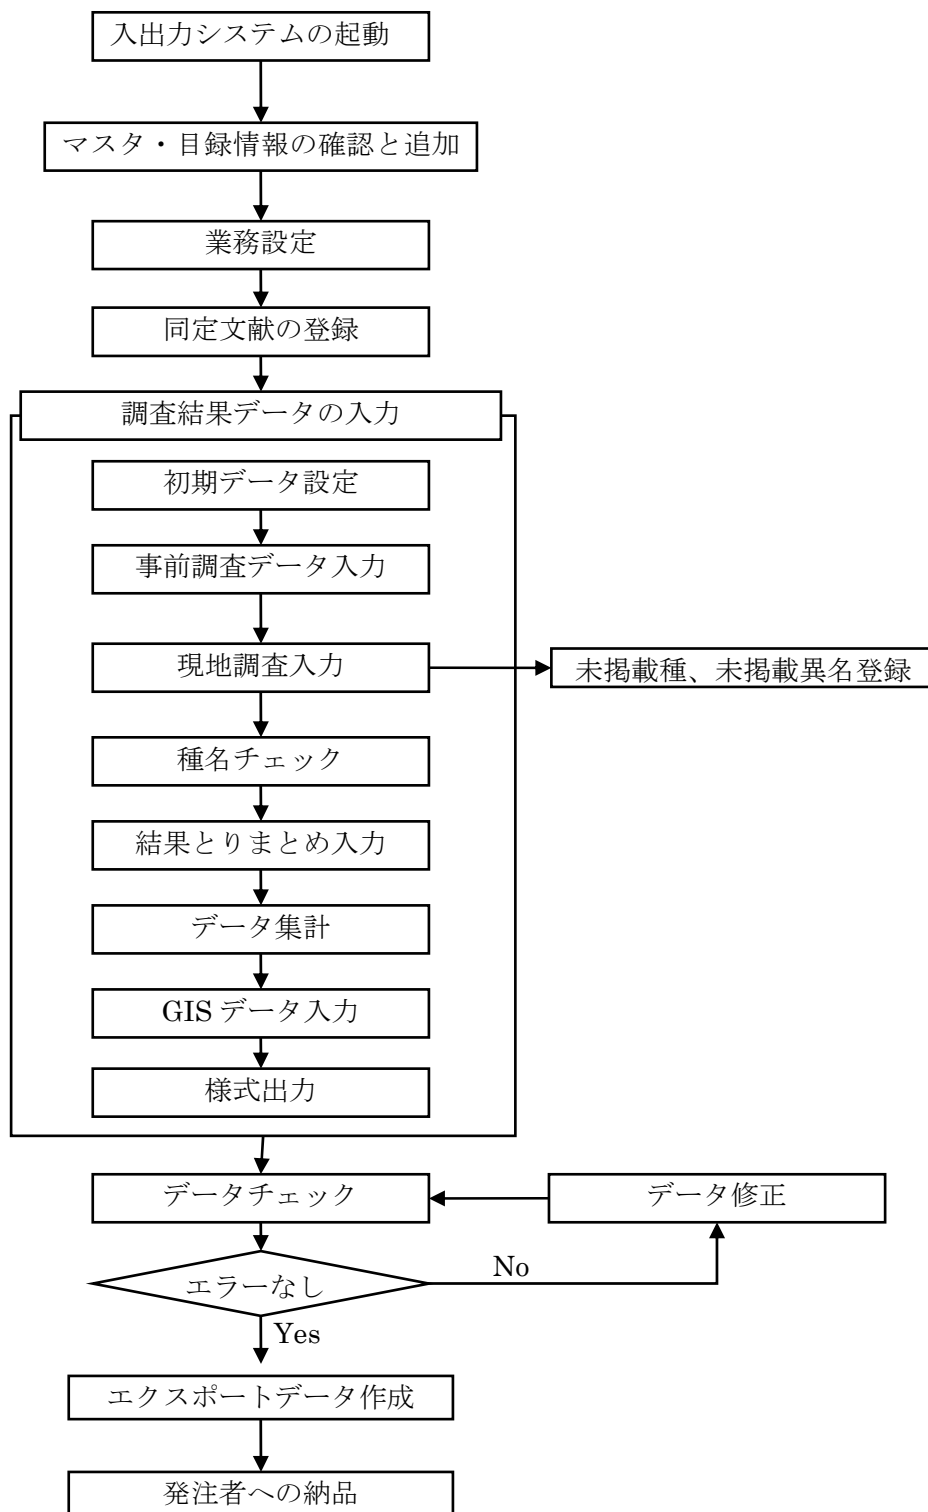 入出力システムの起動
マスタ・目録情報の確認と追加
業務設定
同定文献の登録
調査結果データの入力
初期データ設定
事前調査データ入力
現地調査入力
未掲載種、未掲載異名登録
種名チェック
結果とりまとめ入力
データ集計
GIS データ入力
様式出力
データチェック
データ修正
エラーなし
No
Yes
エクスポートデータ作成
発注者への納品